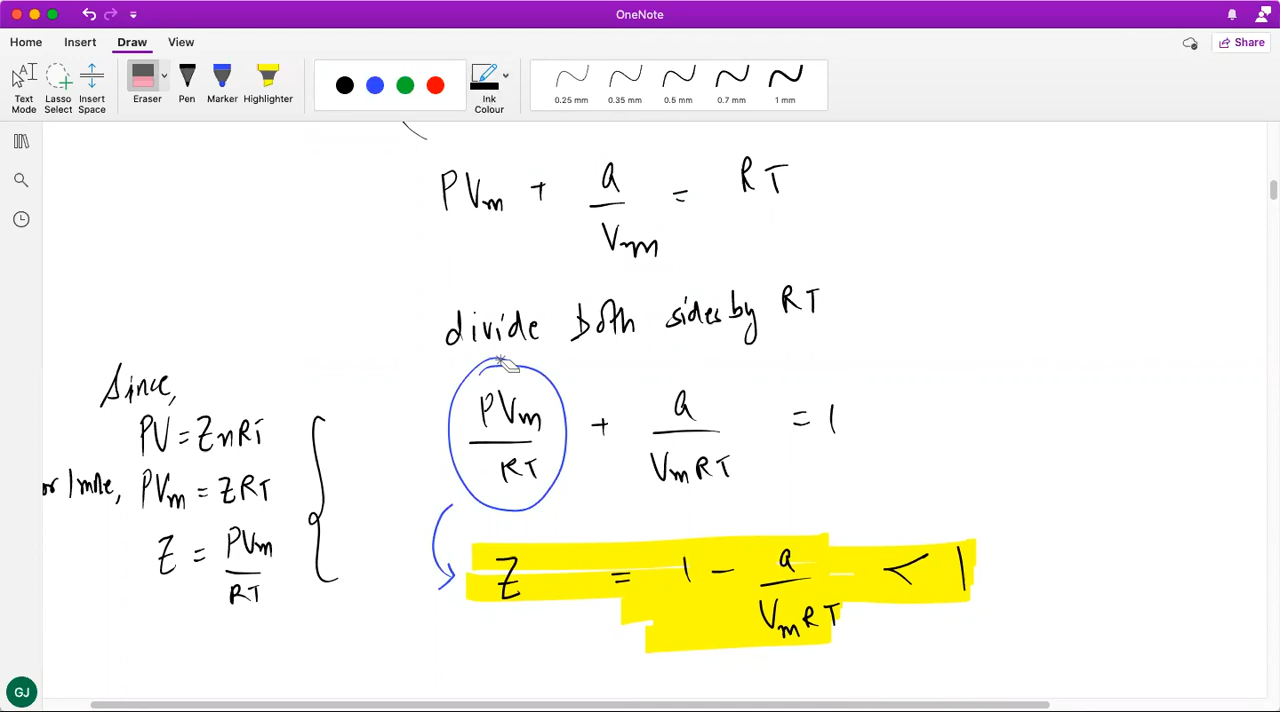 OneNote
Home Insert Draw View
Share
Text Mode
Lasso Select
Insert Space
Eraser
Pen
Marker
Highlighter
Ink Colour
0.25 mm
0.35 mm
0.5 mm
0.7 mm
1 mm
PVm + a/Vm = RT
divide both sides by RT
PVm/RT + a/VmRT = 1
Z = 1 - a/VmRT < 1
Since,
PV = ZnRT
or 1 mole, PVm = ZRT
Z = PVm/RT
GJ